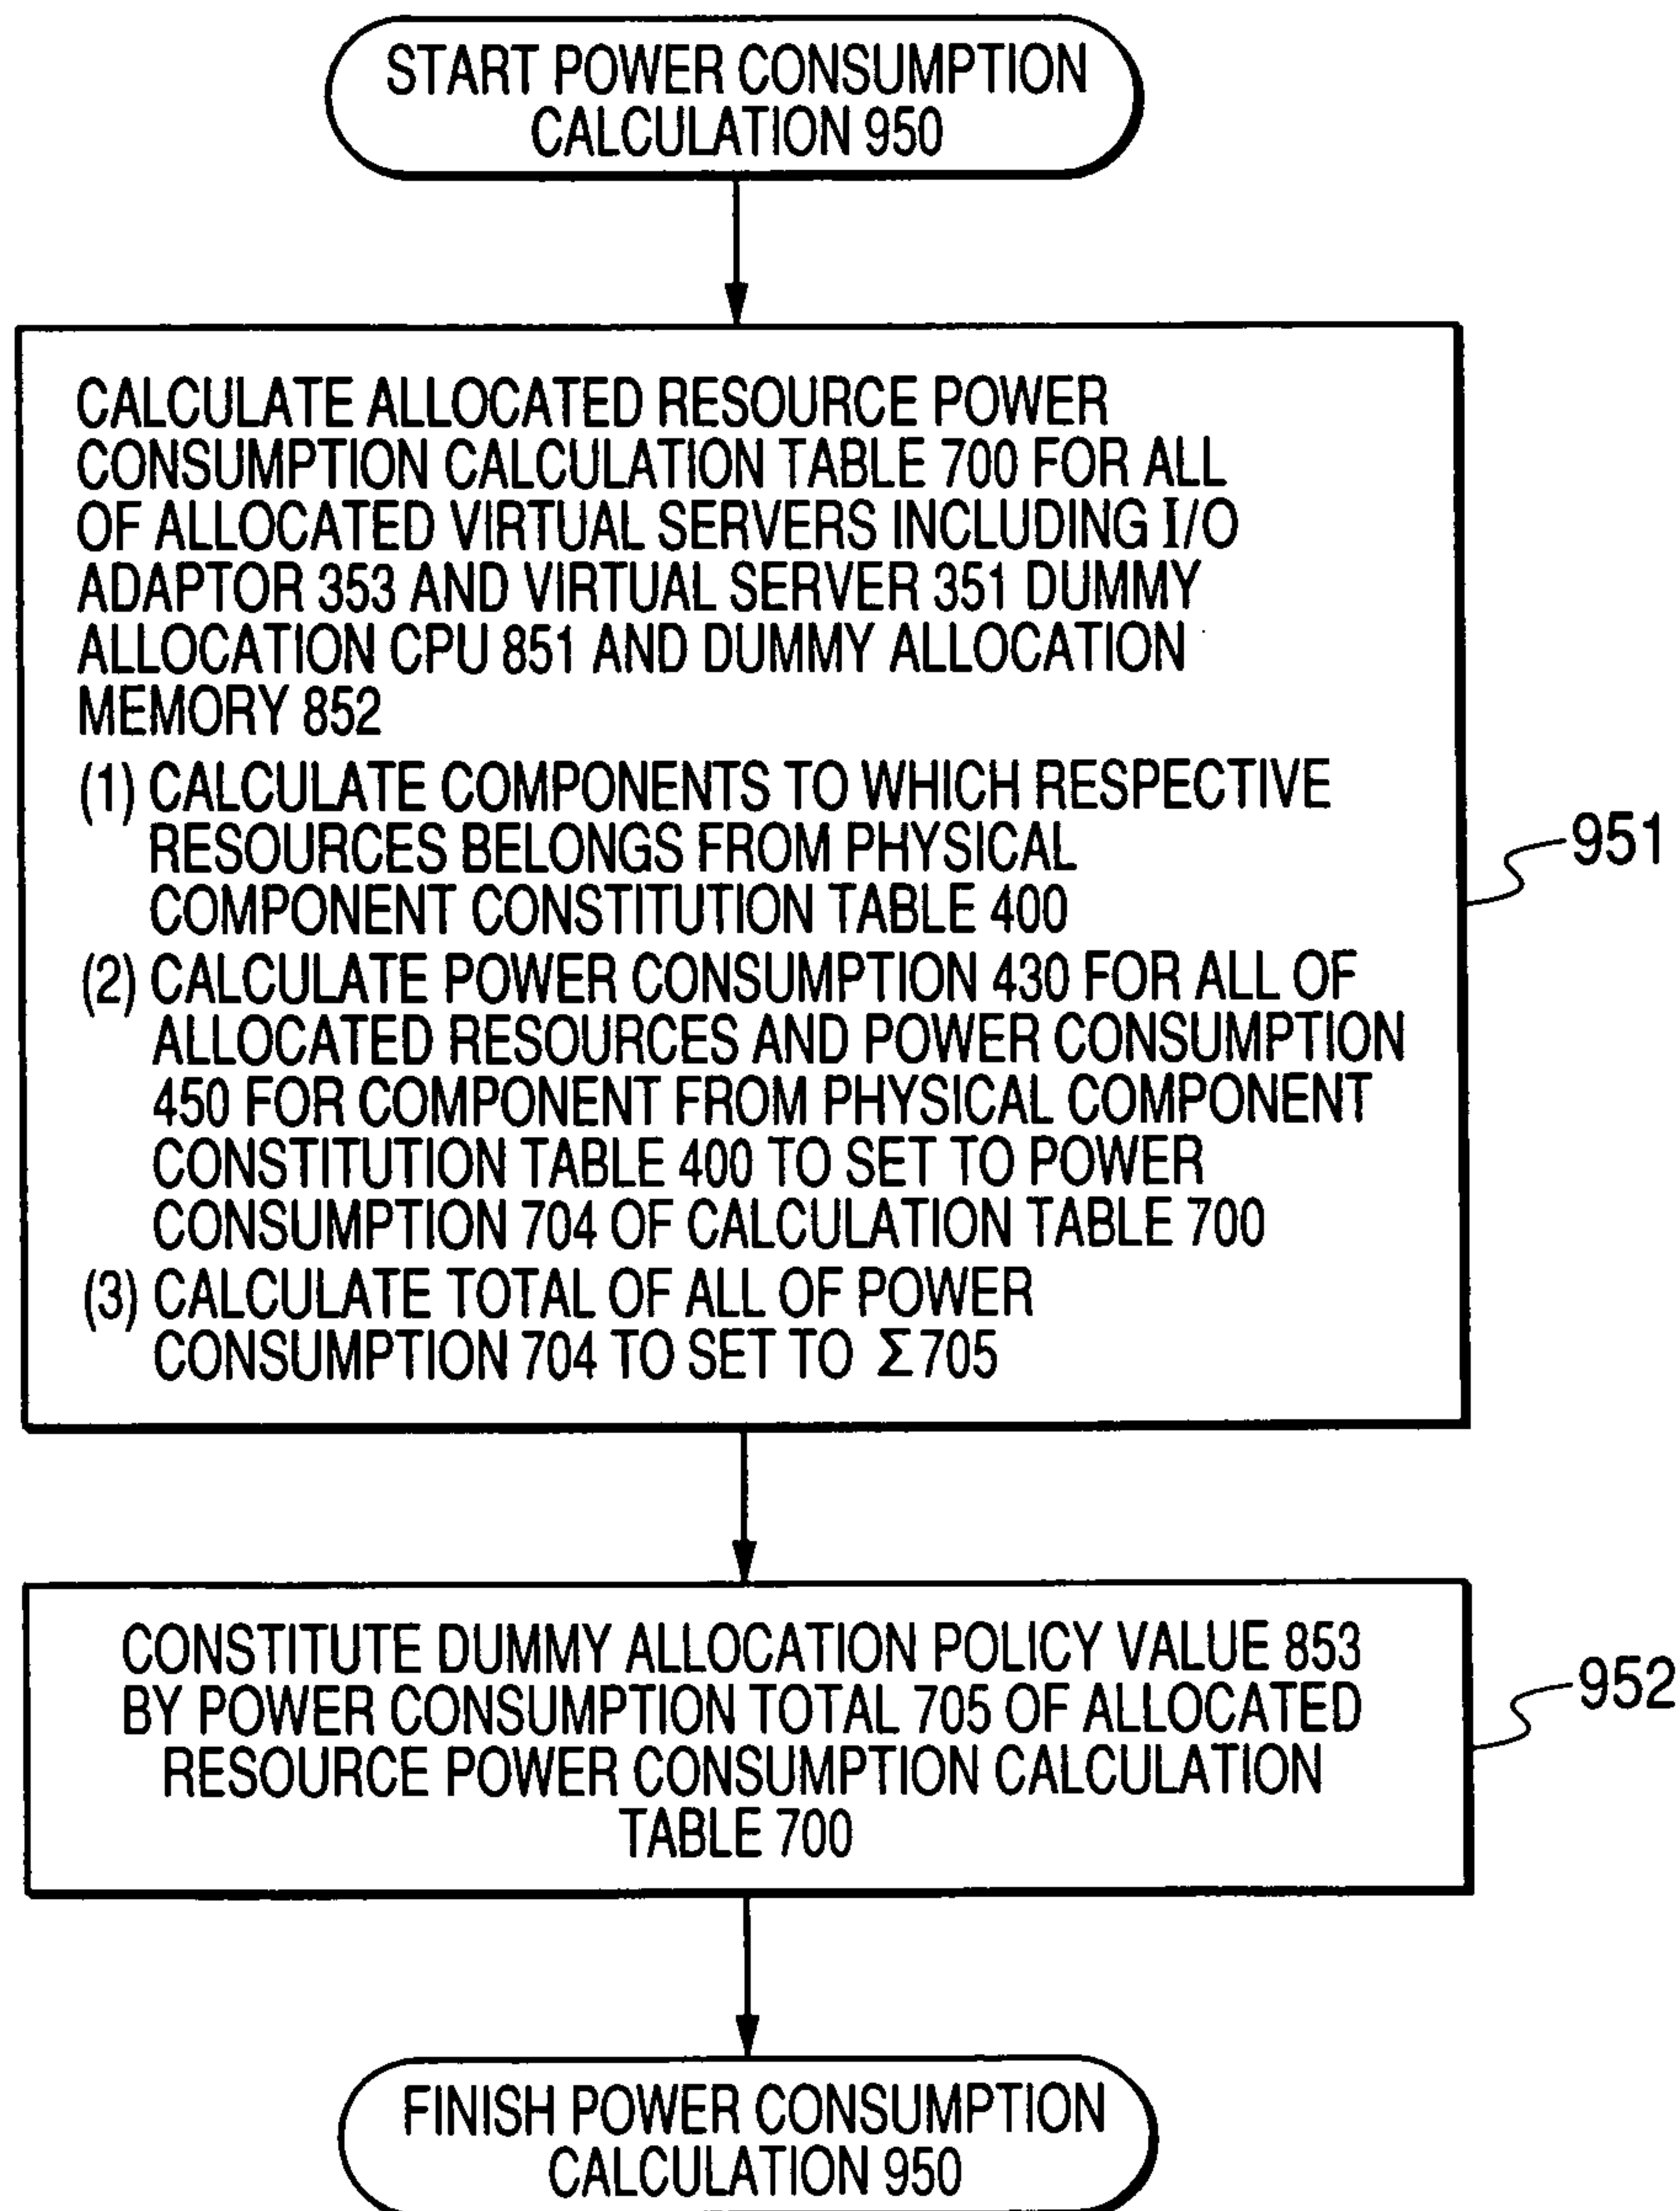 START POWER CONSUMPTION
CALCULATION 950
CALCULATE ALLOCATED RESOURCE POWER
CONSUMPTION CALCULATION TABLE 700 FOR ALL
OF ALLOCATED VIRTUAL SERVERS INCLUDING I/O
ADAPTOR 353 AND VIRTUAL SERVER 351 DUMMY
ALLOCATION CPU 851 AND DUMMY ALLOCATION
MEMORY 852
(1) CALCULATE COMPONENTS TO WHICH RESPECTIVE
RESOURCES BELONGS FROM PHYSICAL
COMPONENT CONSTITUTION TABLE 400
(2) CALCULATE POWER CONSUMPTION 430 FOR ALL OF
ALLOCATED RESOURCES AND POWER CONSUMPTION
450 FOR COMPONENT FROM PHYSICAL COMPONENT
CONSTITUTION TABLE 400 TO SET TO POWER
CONSUMPTION 704 OF CALCULATION TABLE 700
(3) CALCULATE TOTAL OF ALL OF POWER
CONSUMPTION 704 TO SET TO Σ705
951
CONSTITUTE DUMMY ALLOCATION POLICY VALUE 853
BY POWER CONSUMPTION TOTAL 705 OF ALLOCATED
RESOURCE POWER CONSUMPTION CALCULATION
TABLE 700
952
FINISH POWER CONSUMPTION
CALCULATION 950